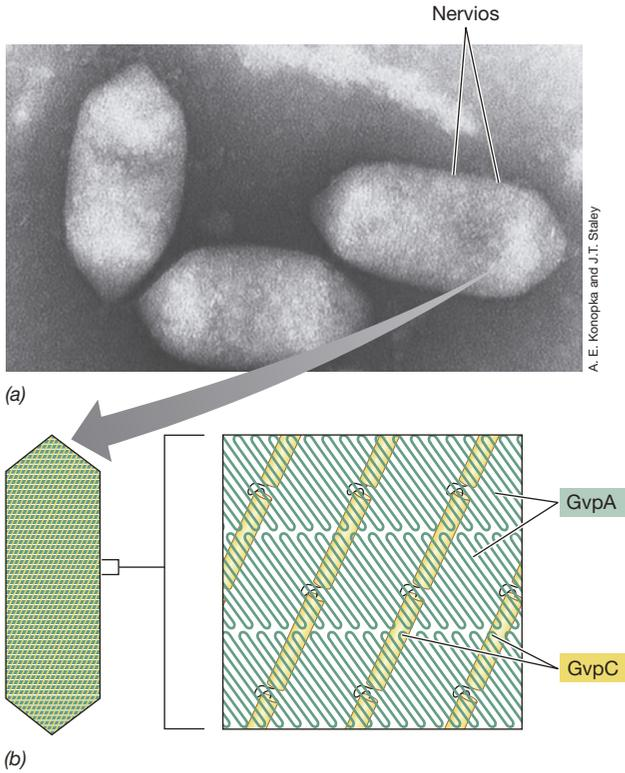 Nervios
A. E. Konopka and J.T. Staley
(a)
GvpA
GvpC
(b)